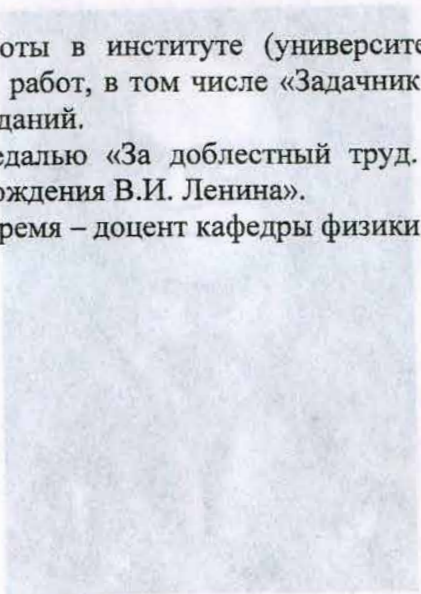 оты в институте (университе
работ, в том числе «Задачник
даний.
едалью «За доблестный труд.
ождения В.И. Ленина».
ремя – доцент кафедры физики